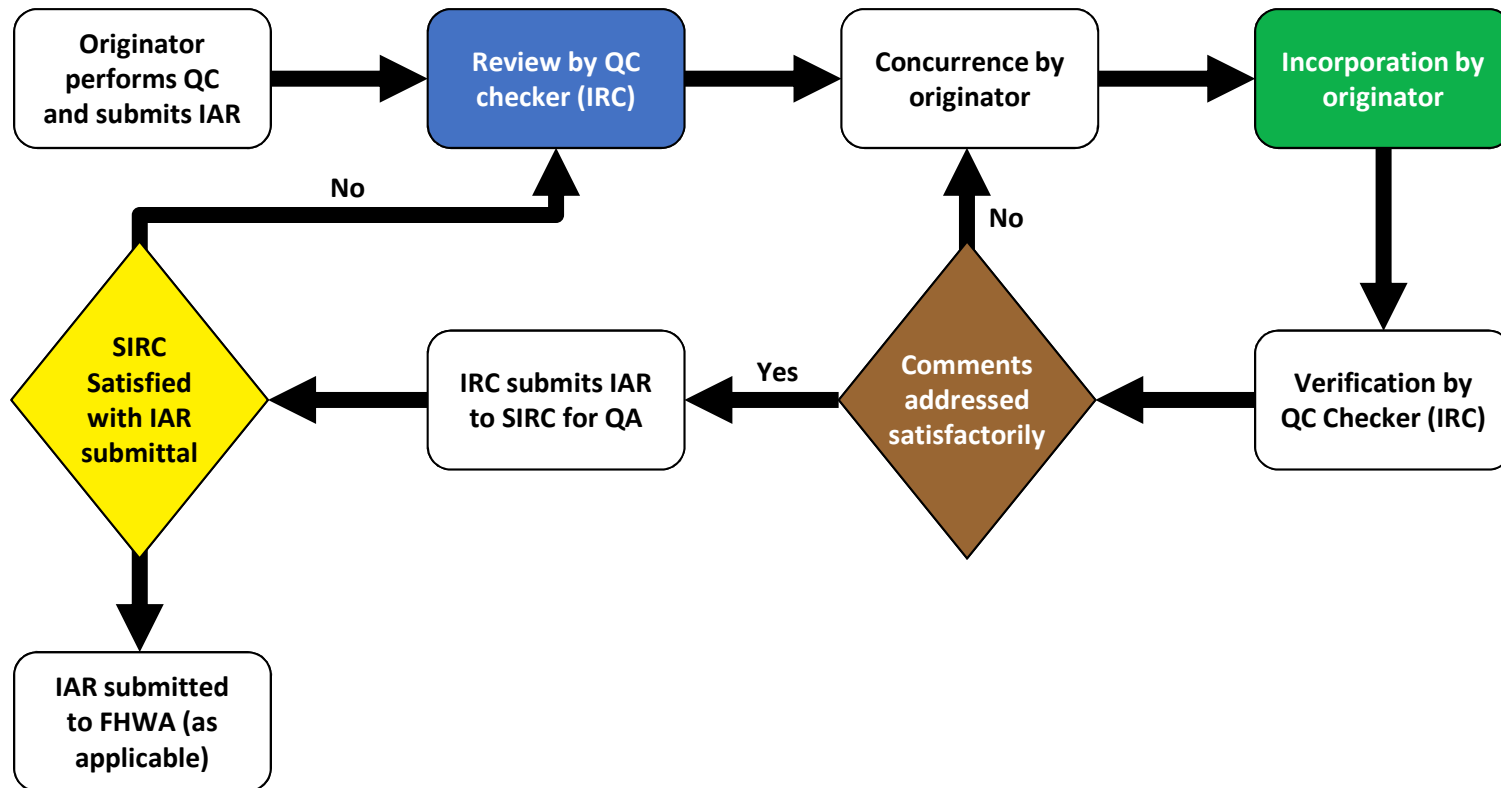 Originator
performs QC
and submits IAR
Review by QC
checker (IRC)
Concurrence by
originator
Incorporation by
originator
No
No
SIRC
Satisfied
with IAR
submittal
IRC submits IAR
to SIRC for QA
Yes
Comments
addressed
satisfactorily
Verification by
QC Checker (IRC)
IAR submitted
to FHWA (as
applicable)